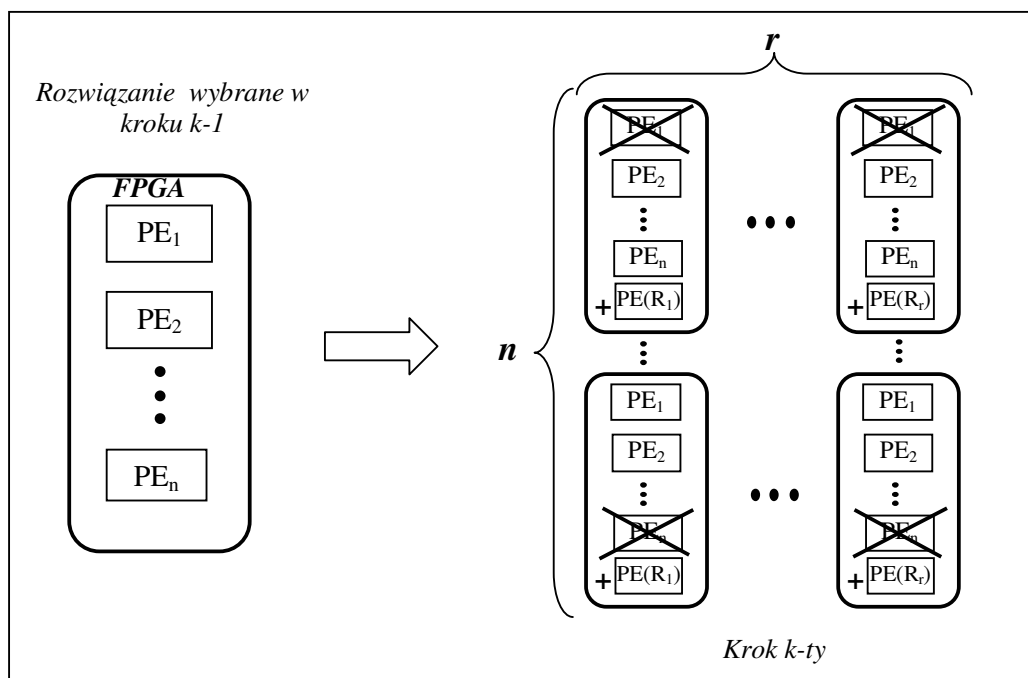 Rozwiązanie wybrane w
kroku k-1
FPGA
PE₁
PE₂
PEₙ
r
n
PE₁
PE₂
PEₙ
+ PE(R₁)
PE₁
PE₂
PEₙ
+ PE(Rᵣ)
PE₁
PE₂
PEₙ
+ PE(R₁)
PE₁
PE₂
PEₙ
+ PE(Rᵣ)
Krok k-ty